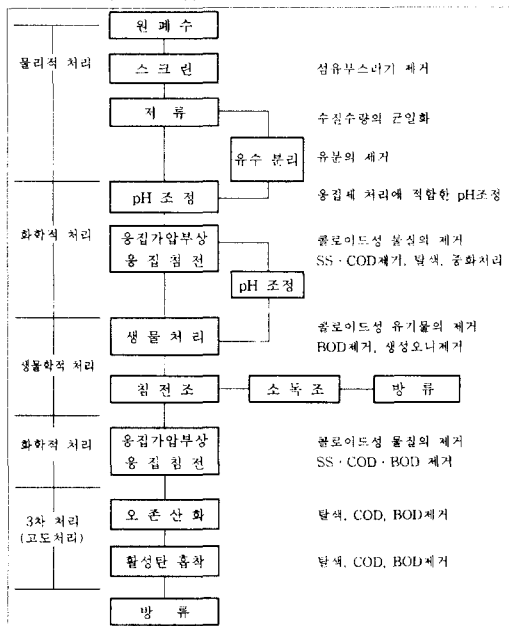 원 폐 수
물리적 처리
스 크 린
섬유부스라기 제거
저 류
수질수량의 균일화
유수 분리
유분의 제거
pH 조 정
응집제 처리에 적합한 pH조정
화학적 처리
응집가압부상
응 집 침 전
콜로이드성 물질의 제거
SS · COD제거, 탈색, 중화처리
pH 조정
생 물 처 리
콜로이드성 유기물의 제거
BOD제거, 생성오니제거
생물학적 처리
침 전 조
소 독 조
방 류
화학적 처리
응집가압부상
응 집 침 전
콜로이드성 물질의 제거
SS · COD · BOD 제거
3차 처리
(고도처리)
오 존 산 화
탈색, COD, BOD제거
활성탄 흡착
탈색, COD, BOD제거
방 류